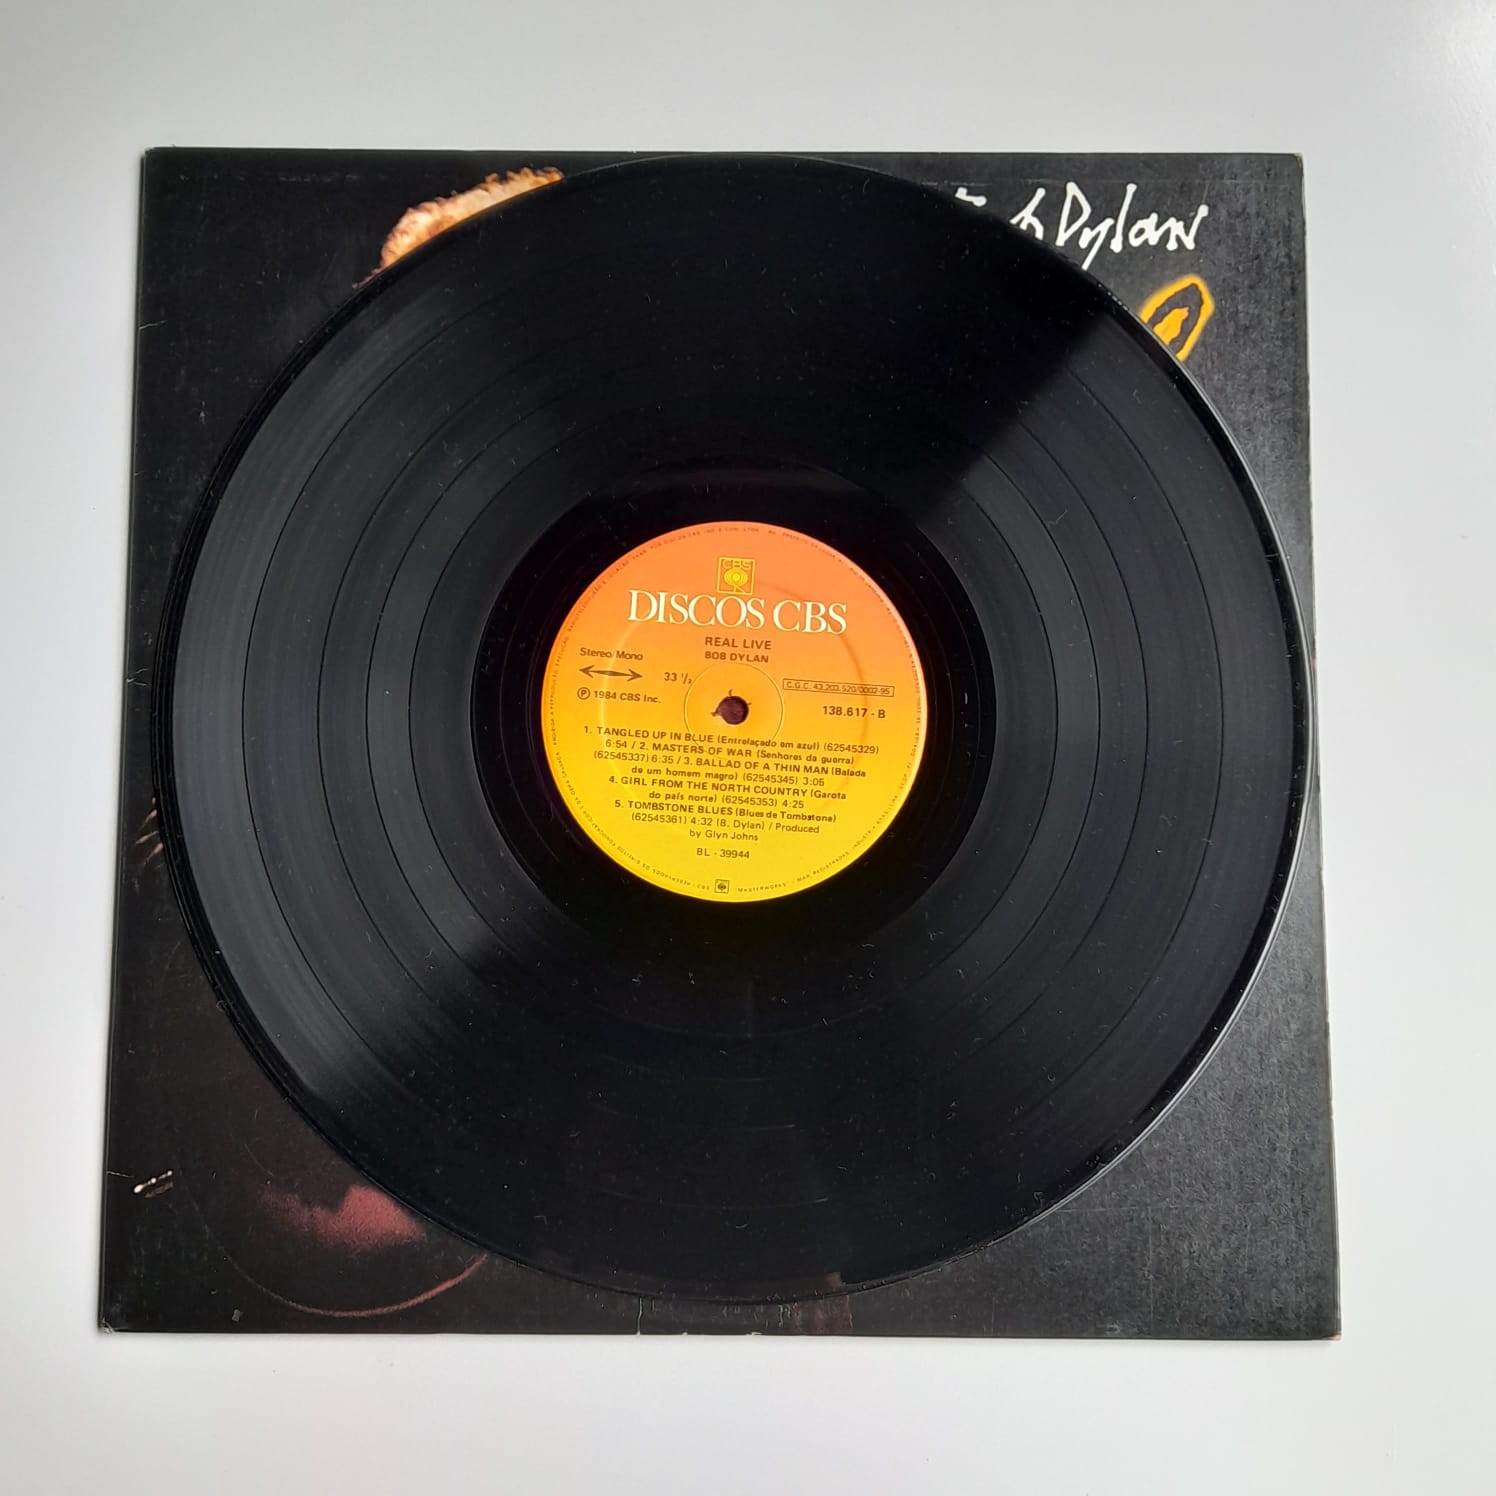 Dylan
CBS
DISCOS CBS
REAL LIVE
BOB DYLAN
Stereo/Mono
33 1/3
C.G.C. 43.203.520/0002-95
℗ 1984 CBS Inc.
138.617 - B
1. TANGLED UP IN BLUE (Entrelaçado em azul) (62545329)
6:54 / 2. MASTERS OF WAR (Senhores da guerra)
(62545337) 6:35 / 3. BALLAD OF A THIN MAN (Balada
de um homem magro) (62545345) 3:05
4. GIRL FROM THE NORTH COUNTRY (Garota
do país norte) (62545353) 4:25
5. TOMBSTONE BLUES (Blues de Tombstone)
(62545361) 4:32 (B. Dylan) / Produced
by Glyn Johns
BL - 39944